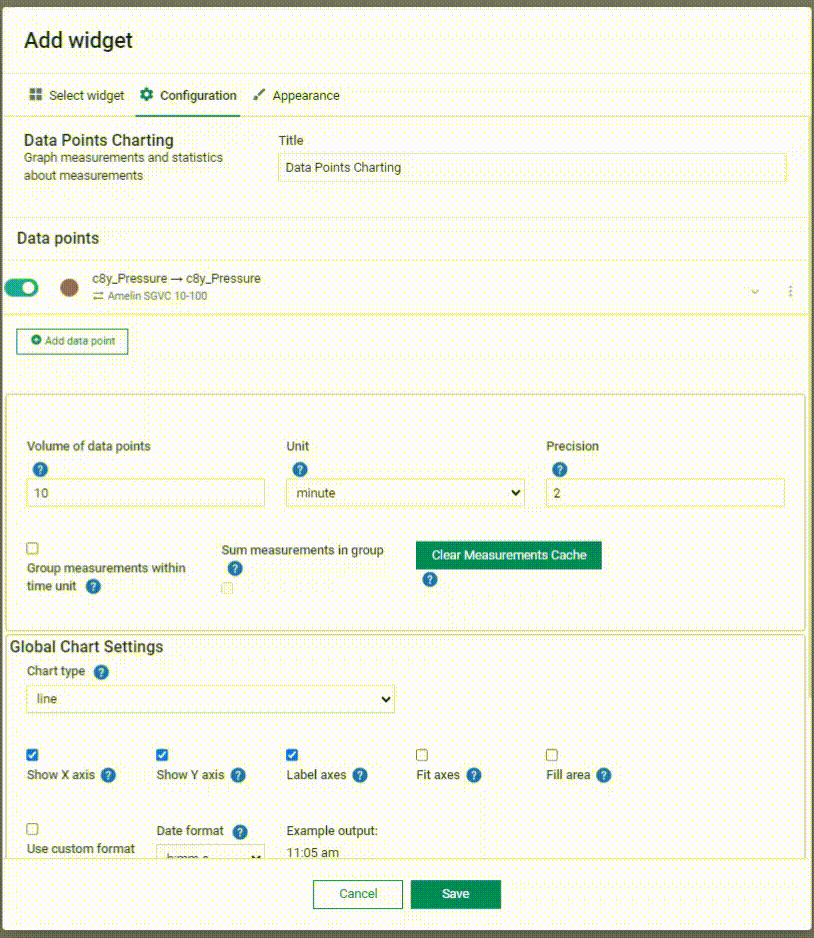 Add widget
Select widget Configuration Appearance
Data Points Charting
Graph measurements and statistics
about measurements
Title
Data Points Charting
Data points
c8y_Pressure → c8y_Pressure
Amelin SGVC 10-100
Add data point
Volume of data points Unit Precision
? ? ?
10 minute 2
Group measurements within
time unit ?
Sum measurements in group
?
Clear Measurements Cache
?
Global Chart Settings
Chart type ?
line
Show X axis ? Show Y axis ? Label axes ? Fit axes ? Fill area ?
Use custom format
Date format ?
Example output:
11:05 am
Cancel Save